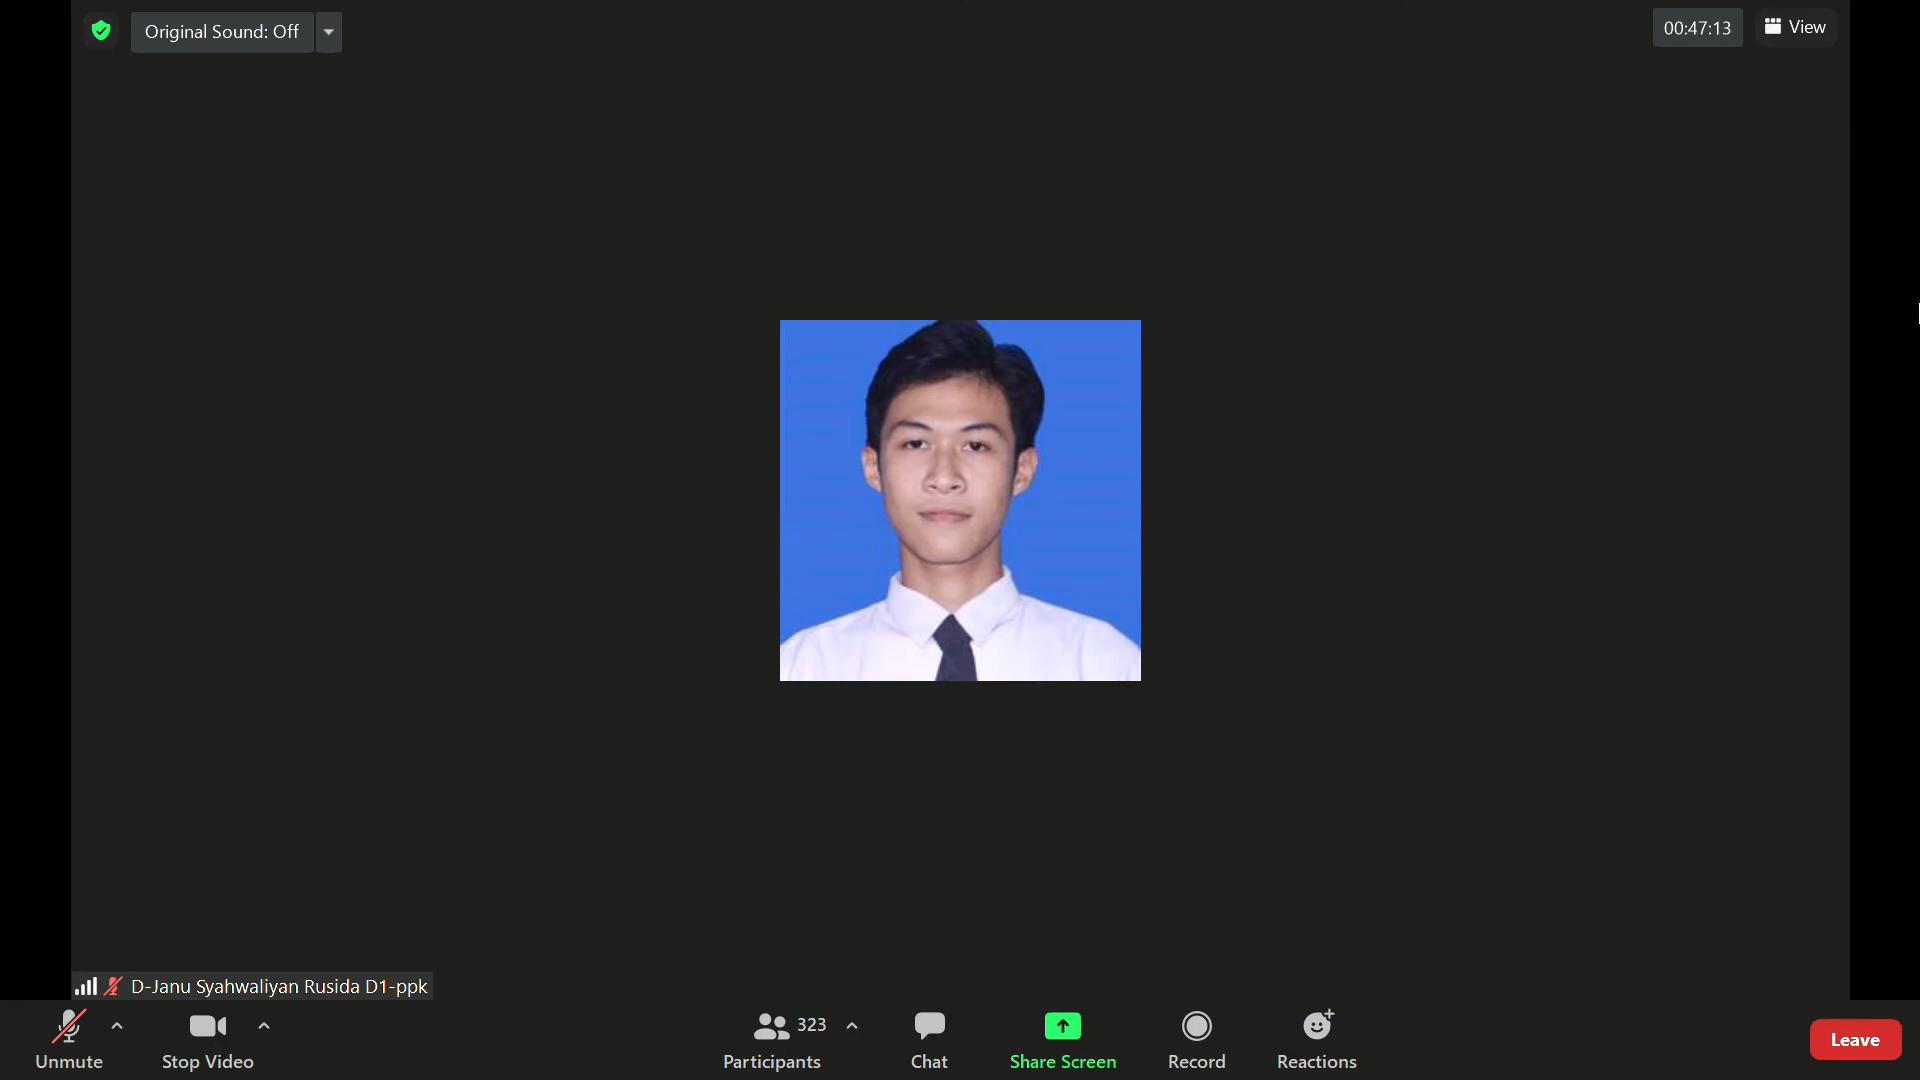 Original Sound: Off
00:47:13
View
D-Janu Syahwaliyan Rusida D1-ppk
Unmute
Stop Video
323
Participants
Chat
Share Screen
Record
Reactions
Leave